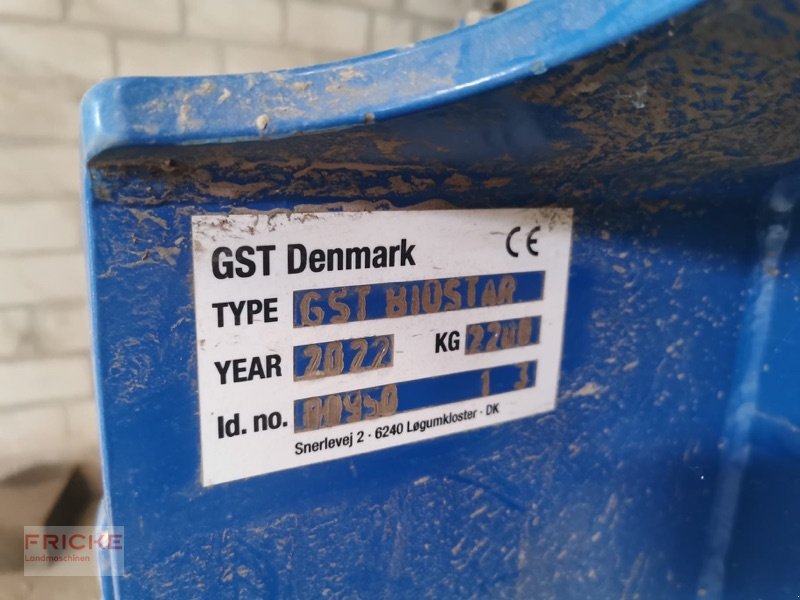 GST Denmark CE
TYPE GST BIOSTAR
YEAR 2022 KG
Id. no. 1 3
Snerlevej 2 · 6240 Løgumkloster · DK
FRICKE
Landmaschinen